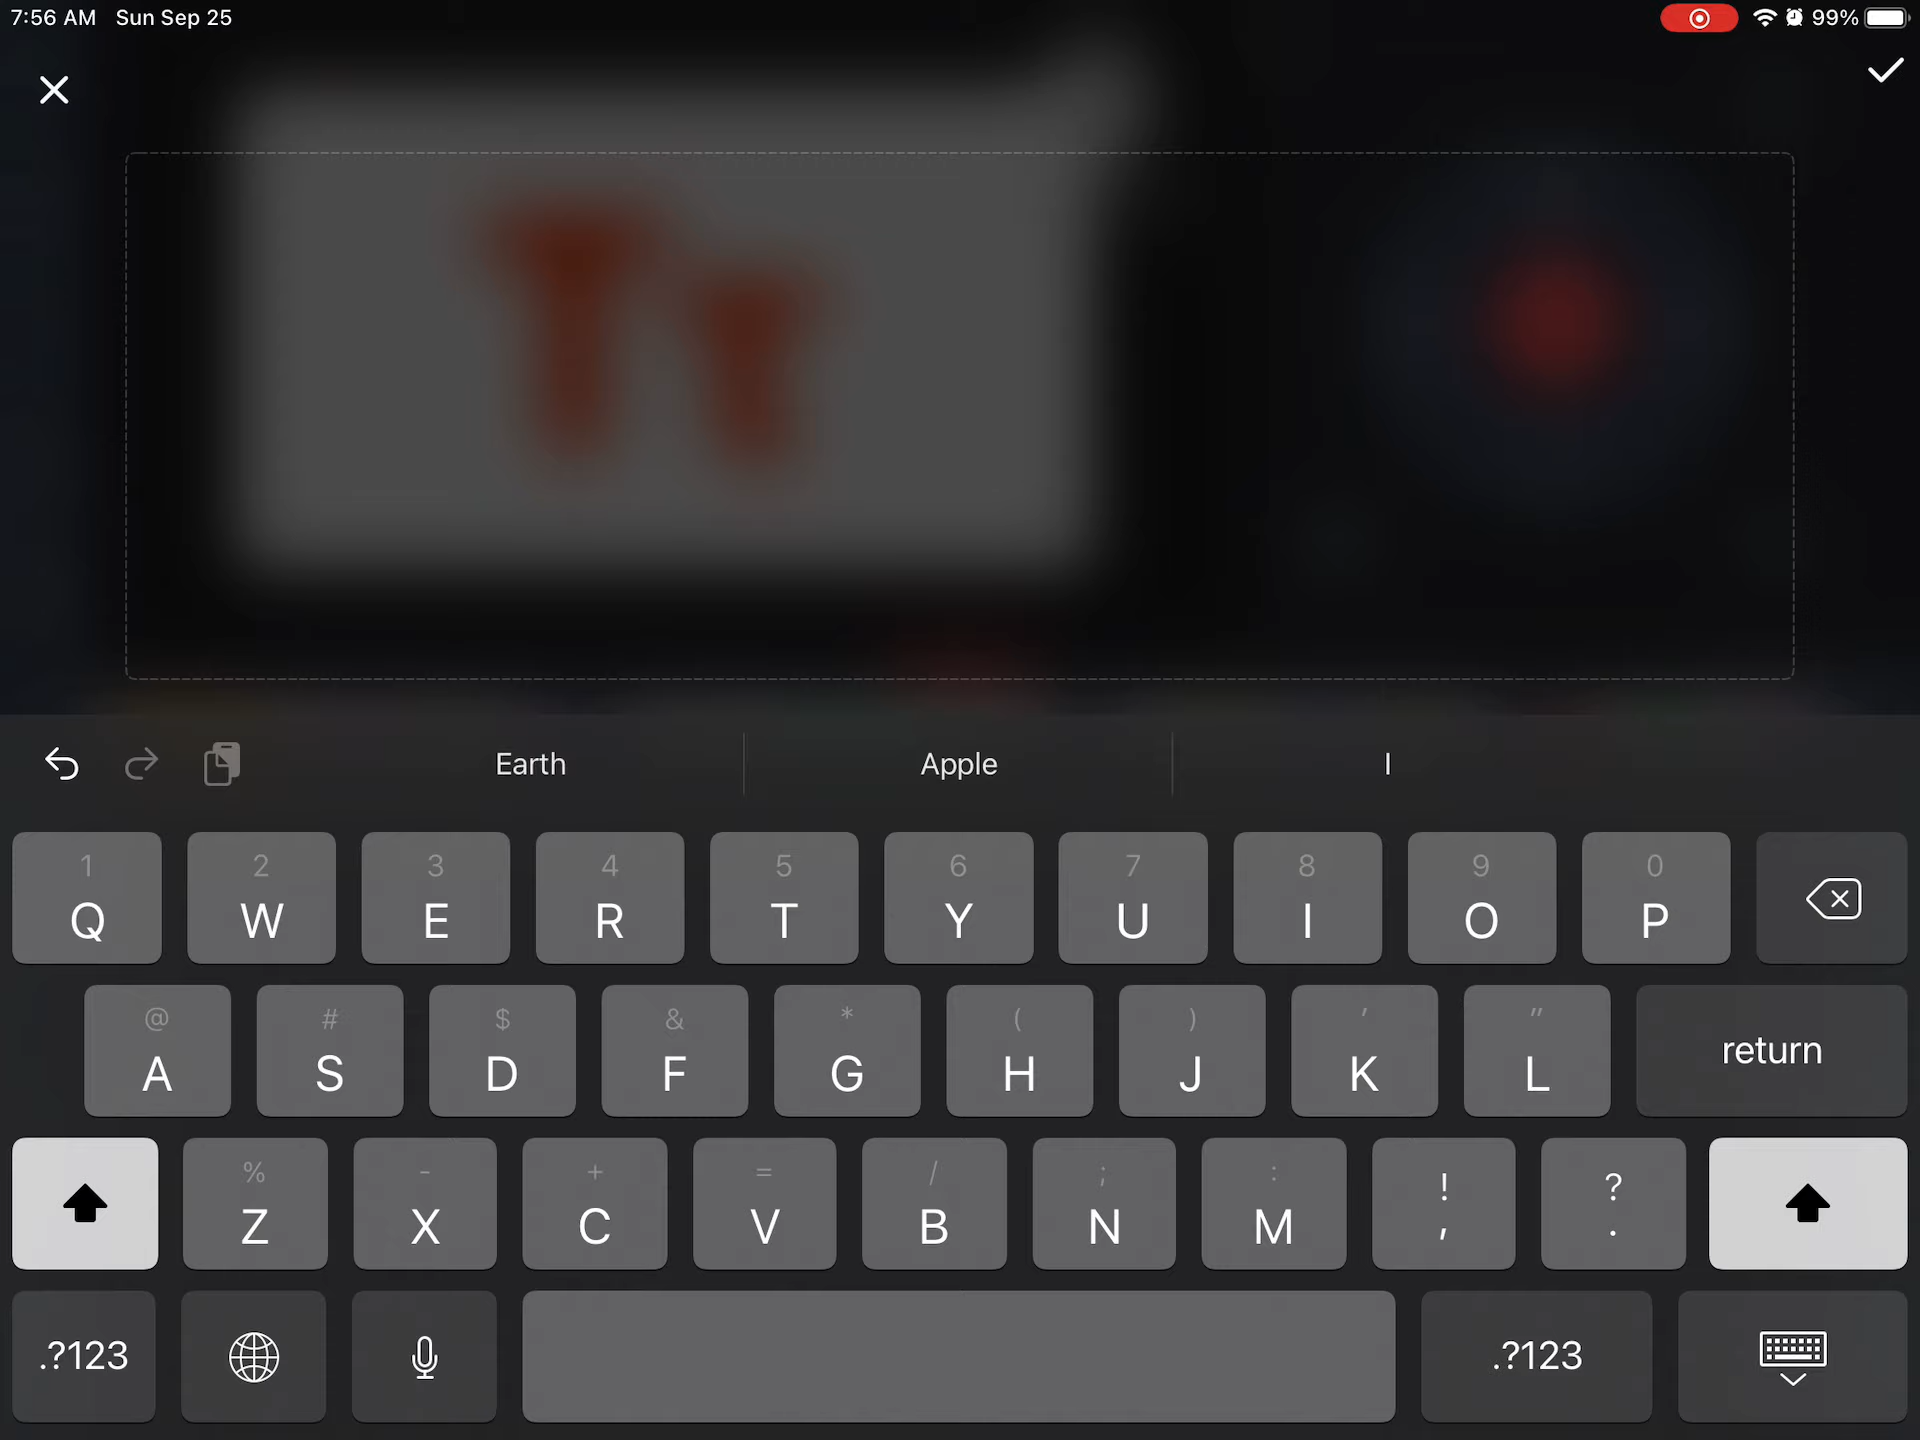 7:56 AM Sun Sep 25 99%
Tr
Earth Apple I
1 2 3 4 5 6 7 8 9 0
Q W E R T Y U I O P
@ # $ & * ( ) ' "
A S D F G H J K L return
% - + = / ; : ! ?
Z X C V B N M , .
.?123 .?123